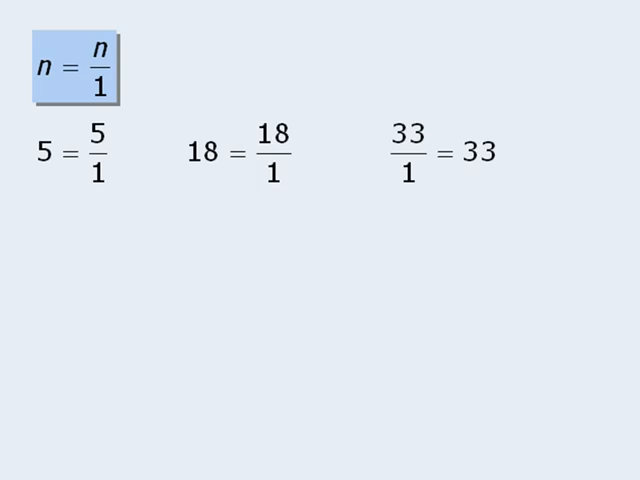 n = n/1
5 = 5/1 18 = 18/1 33/1 = 33